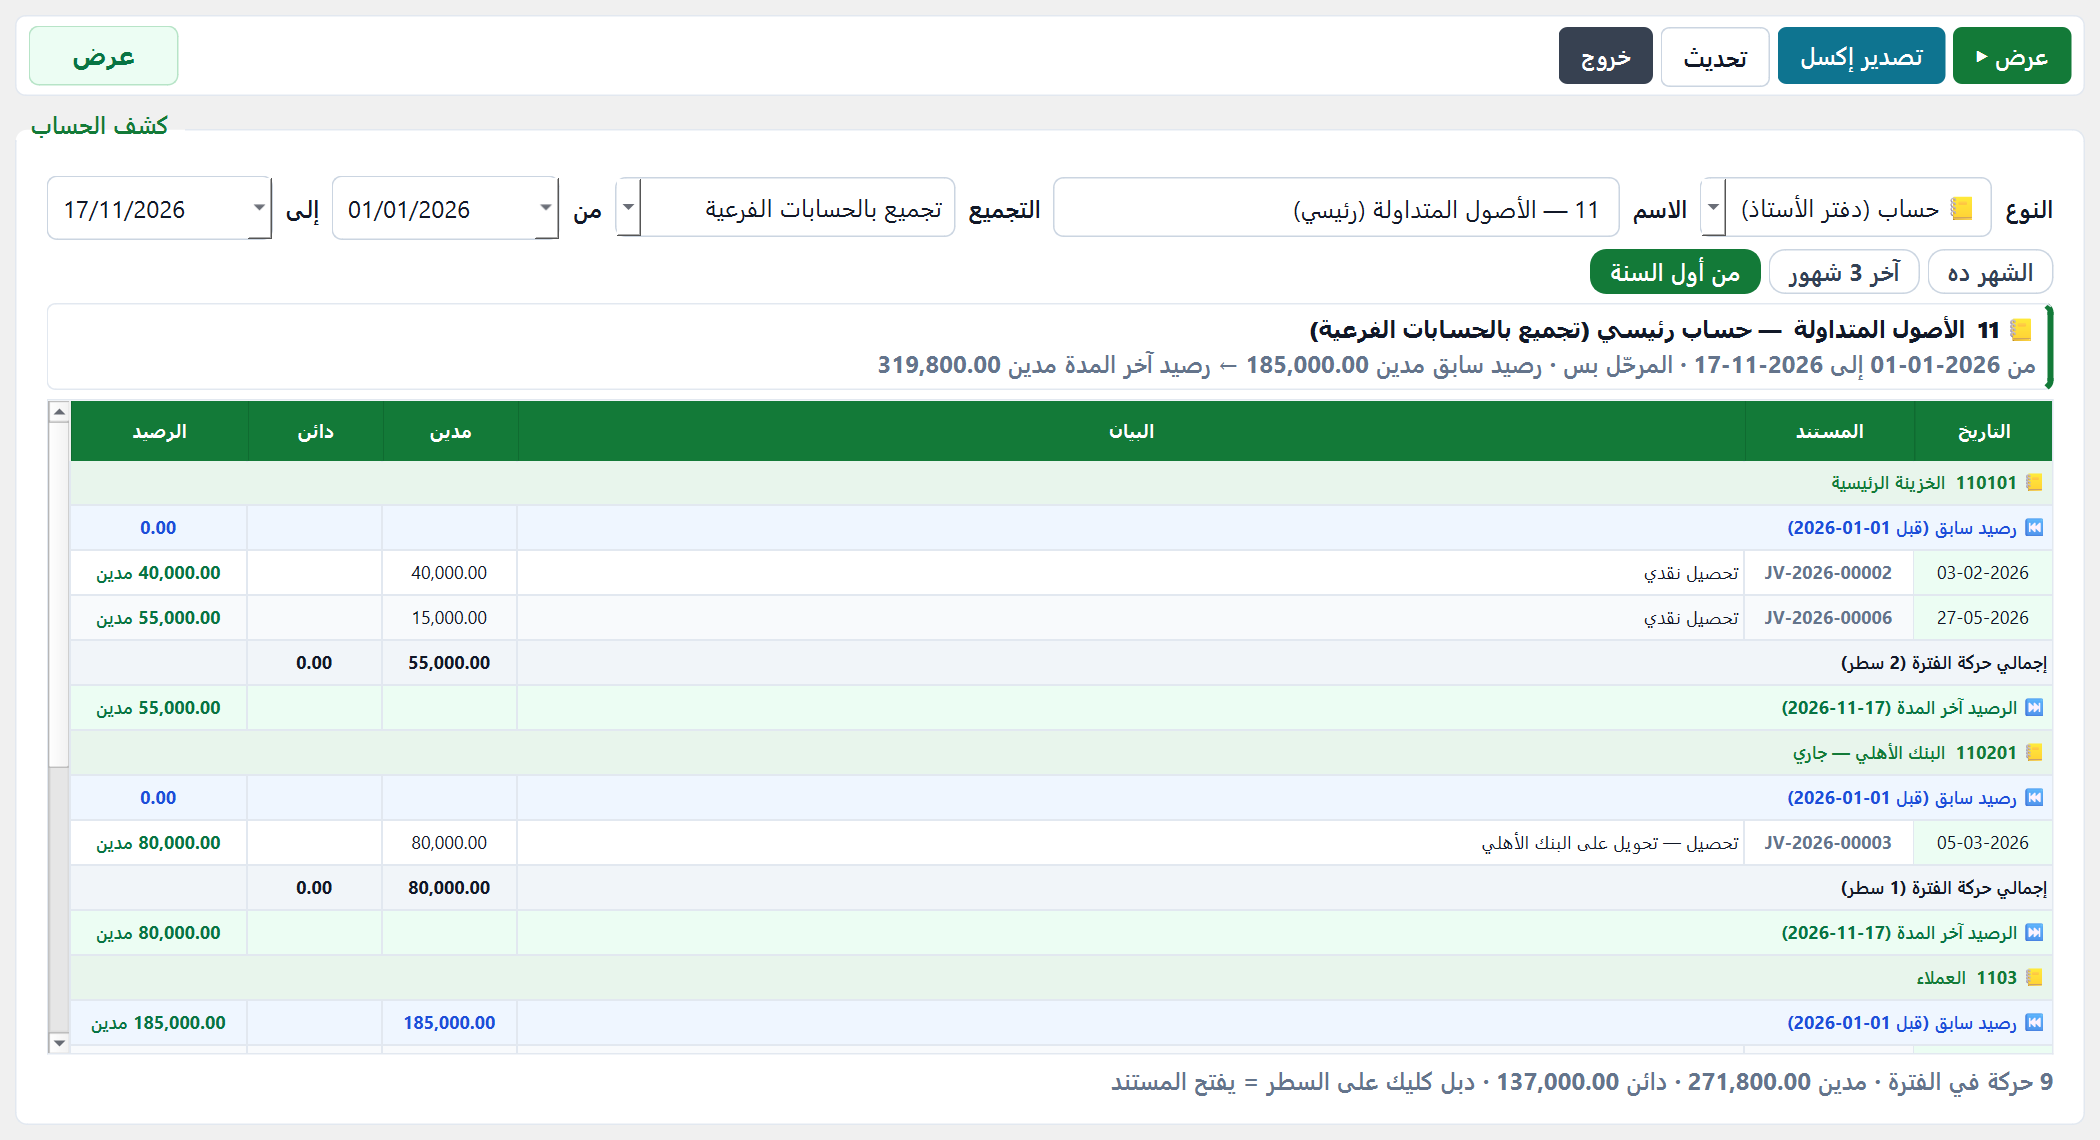 عرض ◂ تصدير إكسل تحديث خروج عرض
كشف الحساب
النوع حساب (دفتر الأستاذ) الاسم 11 — الأصول المتداولة (رئيسي) التجميع تجميع بالحسابات الفرعية من 01/01/2026 إلى 17/11/2026
الشهر ده آخر 3 شهور من أول السنة
11 الأصول المتداولة — حساب رئيسي (تجميع بالحسابات الفرعية)
من 2026-01-01 إلى 2026-11-17 · المرحّل بس · رصيد سابق مدين 185,000.00 ← رصيد آخر المدة مدين 319,800.00
التاريخ المستند البيان مدين دائن الرصيد
110101 الخزينة الرئيسية
رصيد سابق (قبل 2026-01-01) 0.00
03-02-2026 JV-2026-00002 تحصيل نقدي 40,000.00 40,000.00 مدين
27-05-2026 JV-2026-00006 تحصيل نقدي 15,000.00 55,000.00 مدين
إجمالي حركة الفترة (2 سطر) 55,000.00 0.00
الرصيد آخر المدة (2026-11-17) 55,000.00 مدين
110201 البنك الأهلي — جاري
رصيد سابق (قبل 2026-01-01) 0.00
05-03-2026 JV-2026-00003 تحصيل — تحويل على البنك الأهلي 80,000.00 80,000.00 مدين
إجمالي حركة الفترة (1 سطر) 80,000.00 0.00
الرصيد آخر المدة (2026-11-17) 80,000.00 مدين
1103 العملاء
رصيد سابق (قبل 2026-01-01) 185,000.00 185,000.00 مدين
9 حركة في الفترة · مدين 271,800.00 · دائن 137,000.00 · دبل كليك على السطر = يفتح المستند